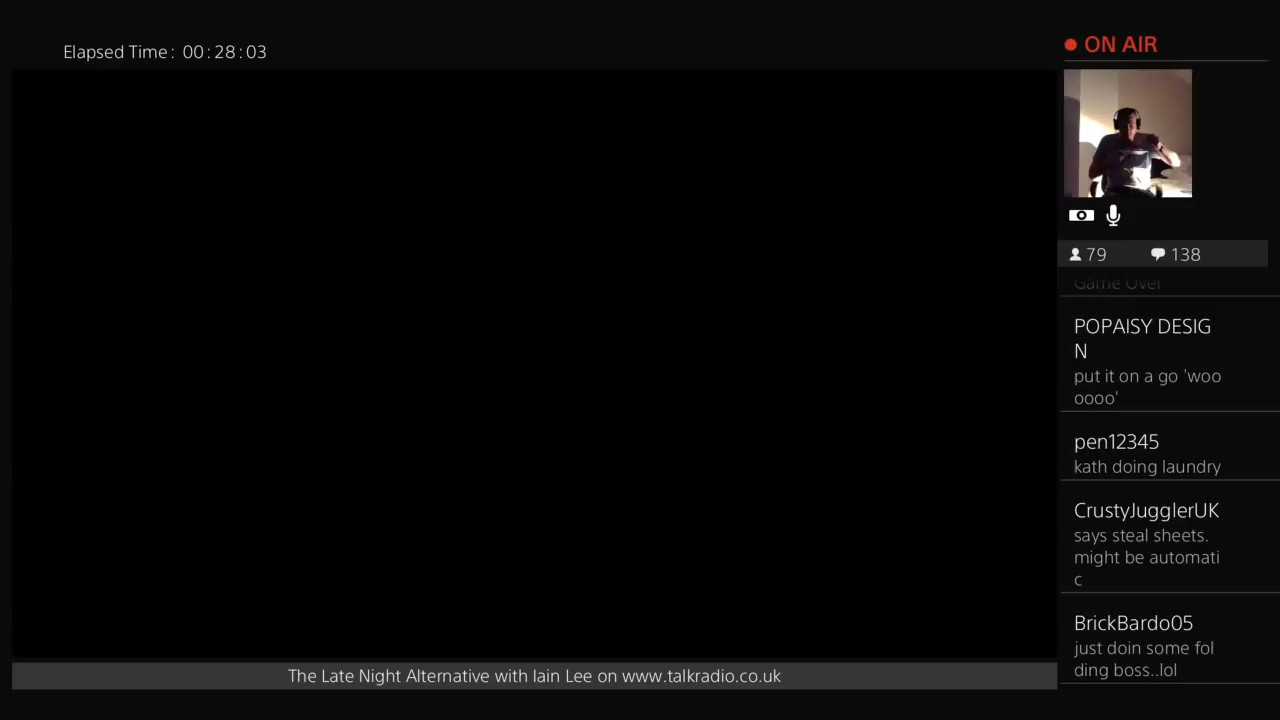 Elapsed Time: 00:28:03
ON AIR
79 138
Game Over
POPAISY DESIG
N
put it on a go 'woo
oooo'
pen12345
kath doing laundry
CrustyJugglerUK
says steal sheets.
might be automati
c
BrickBardo05
just doin some fol
ding boss..lol
The Late Night Alternative with Iain Lee on www.talkradio.co.uk